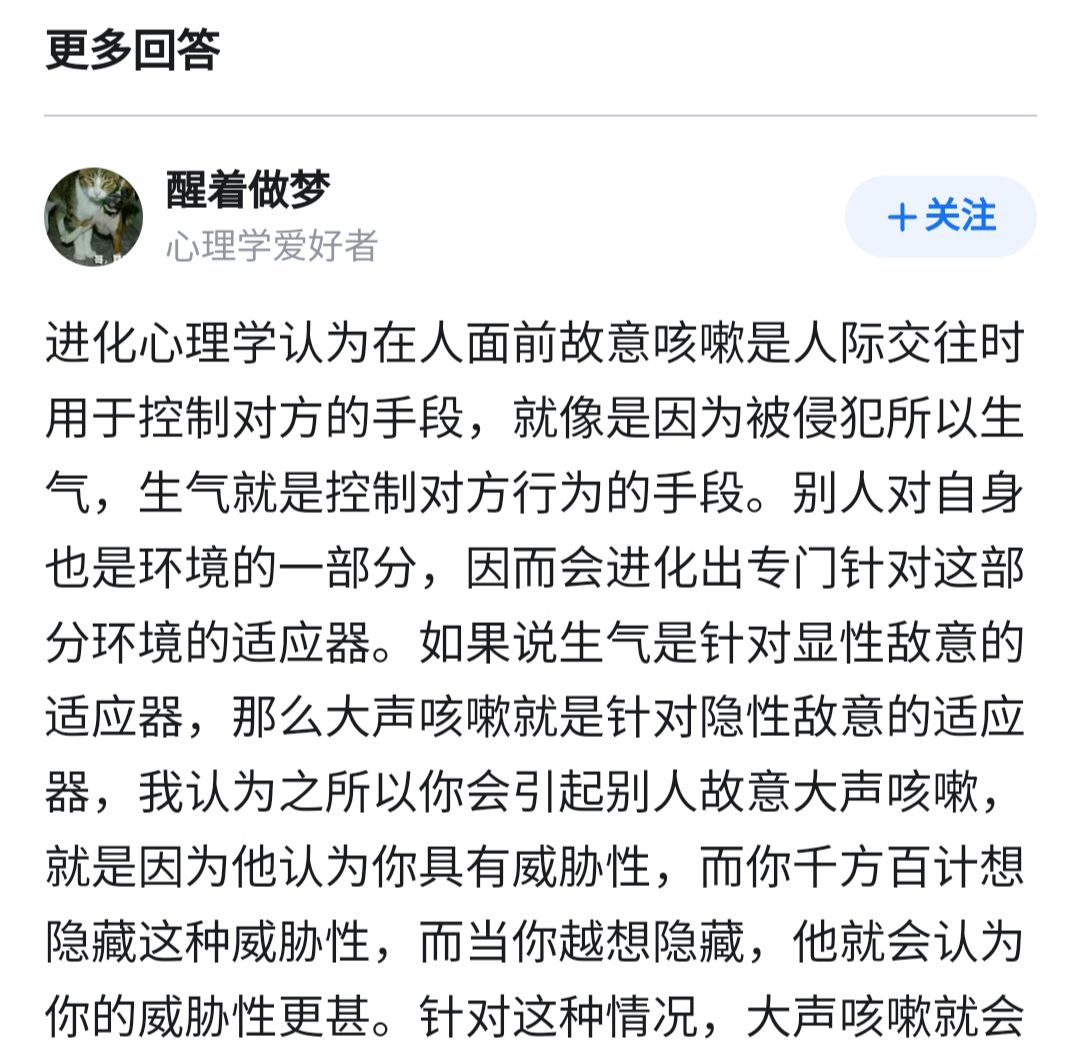 更多回答
醒着做梦
心理学爱好者
+关注
进化心理学认为在人面前故意咳嗽是人际交往时
用于控制对方的手段，就像是因为被侵犯所以生
气，生气就是控制对方行为的手段。别人对自身
也是环境的一部分，因而会进化出专门针对这部
分环境的适应器。如果说生气是针对显性敌意的
适应器，那么大声咳嗽就是针对隐性敌意的适应
器，我认为之所以你会引起别人故意大声咳嗽，
就是因为他认为你具有威胁性，而你千方百计想
隐藏这种威胁性，而当你越想隐藏，他就会认为
你的威胁性更甚。针对这种情况，大声咳嗽就会